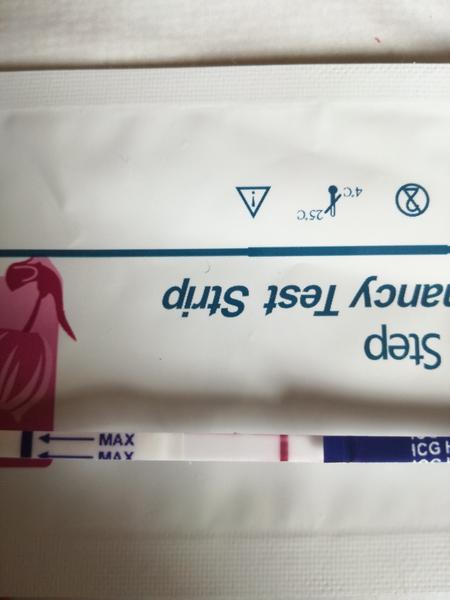 Step
nancy Test Strip
4°C 25°C
MAX
MAX
ICG H